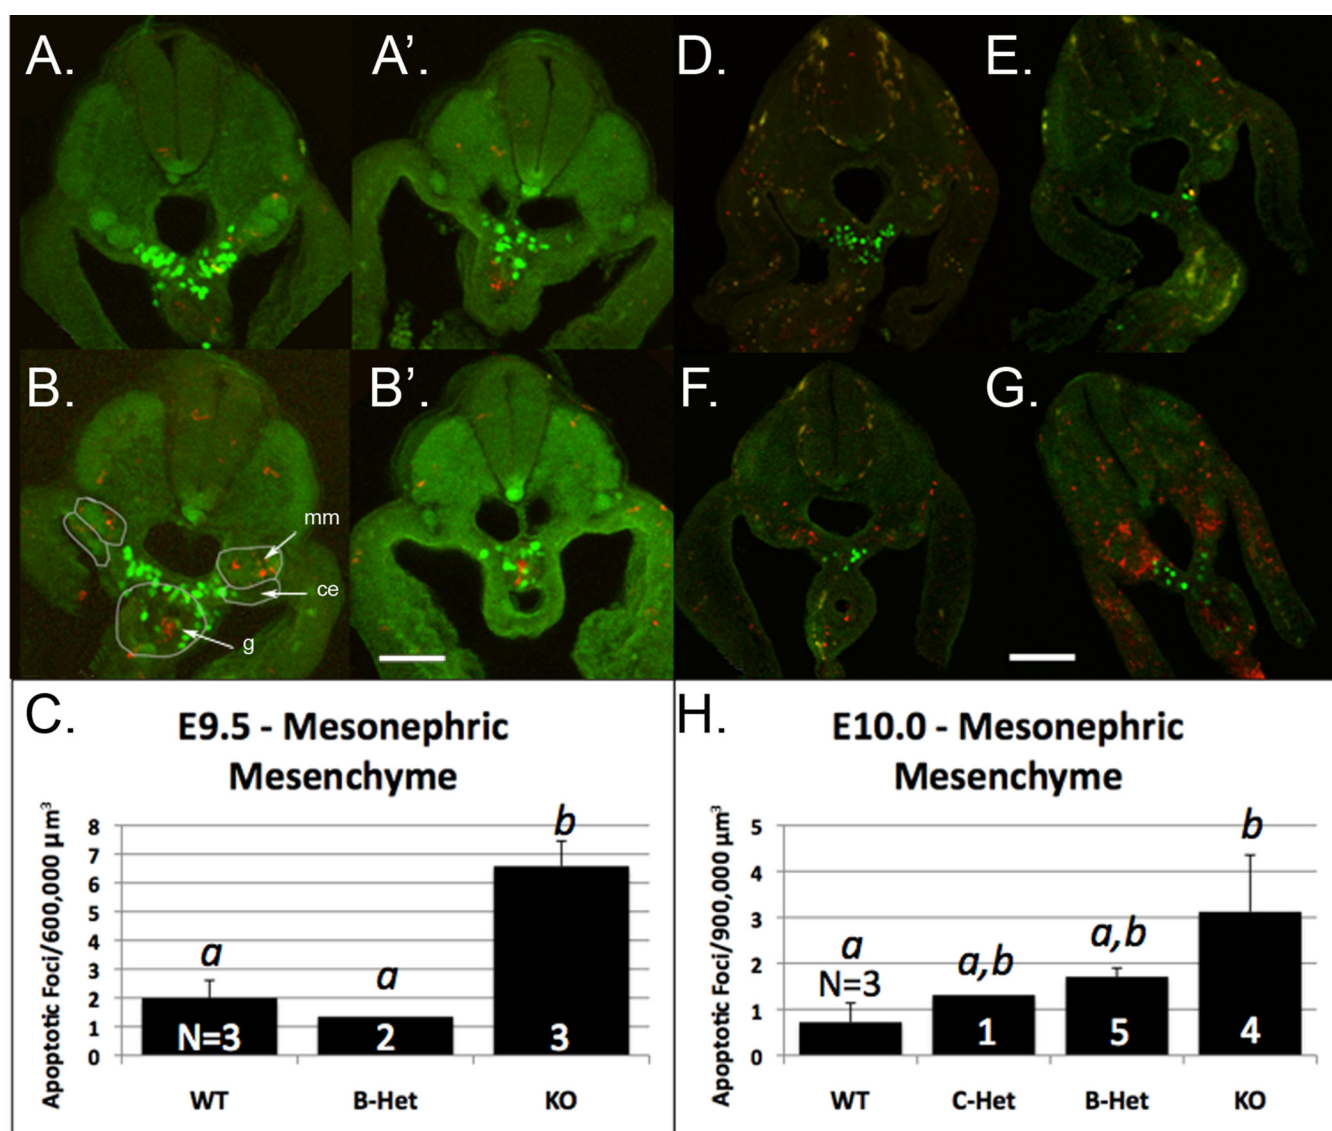 A.
A'.
D.
E.
B.
B'.
F.
G.
mm
ce
g
C.
E9.5 - Mesonephric
Mesenchyme
Apoptotic Foci/600,000 µm³
8
7
6
5
4
3
2
1
0
a
a
b
N=3
2
3
WT
B-Het
KO
H.
E10.0 - Mesonephric
Mesenchyme
Apoptotic Foci/900,000 µm³
5
4
3
2
1
0
a
a,b
a,b
b
N=3
1
5
4
WT
C-Het
B-Het
KO